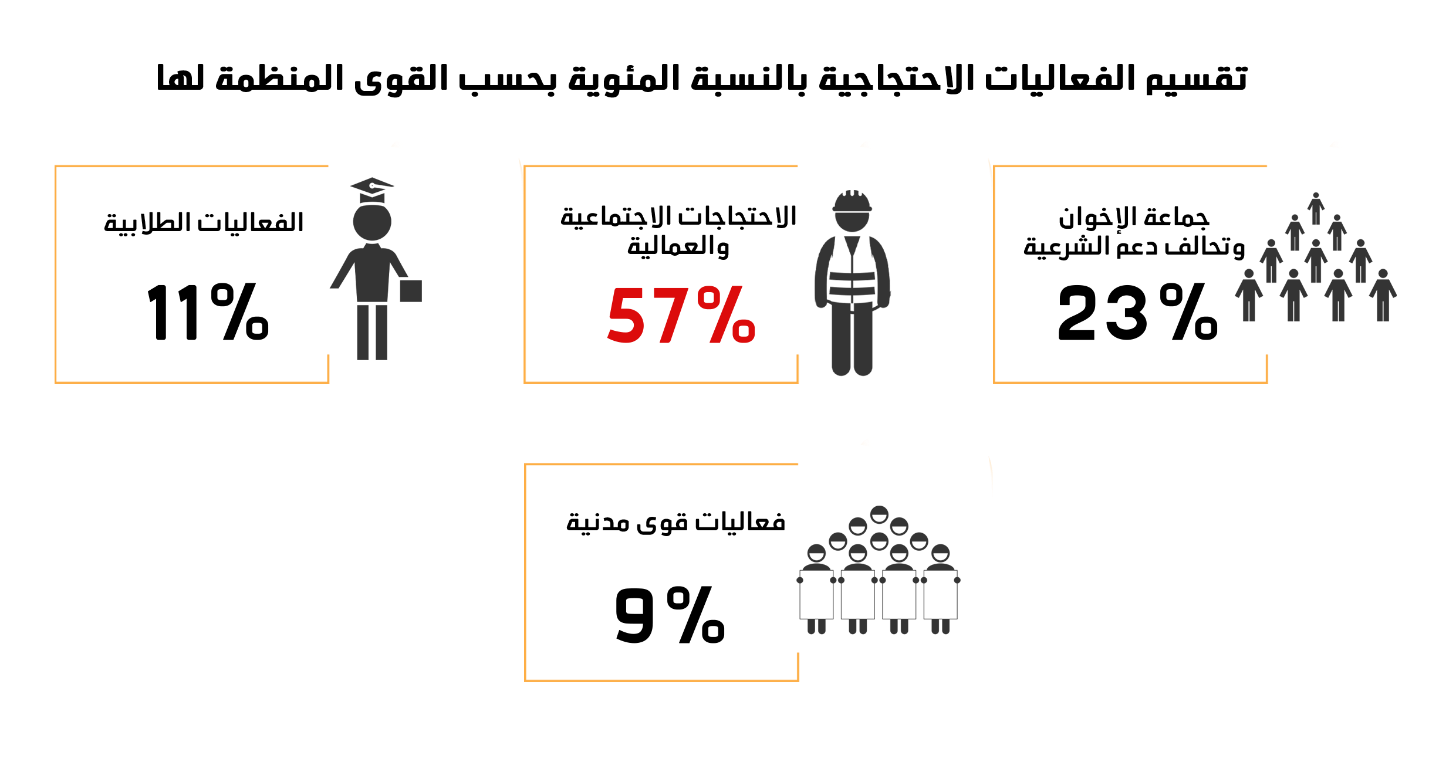 تقسيم الفعاليات الاحتجاجية بالنسبة المئوية بحسب القوى المنظمة لها
جماعة الإخوان
وتحالف دعم الشرعية
23%
الاحتجاجات الاجتماعية
والعمالية
57%
الفعاليات الطلابية
11%
فعاليات قوى مدنية
9%